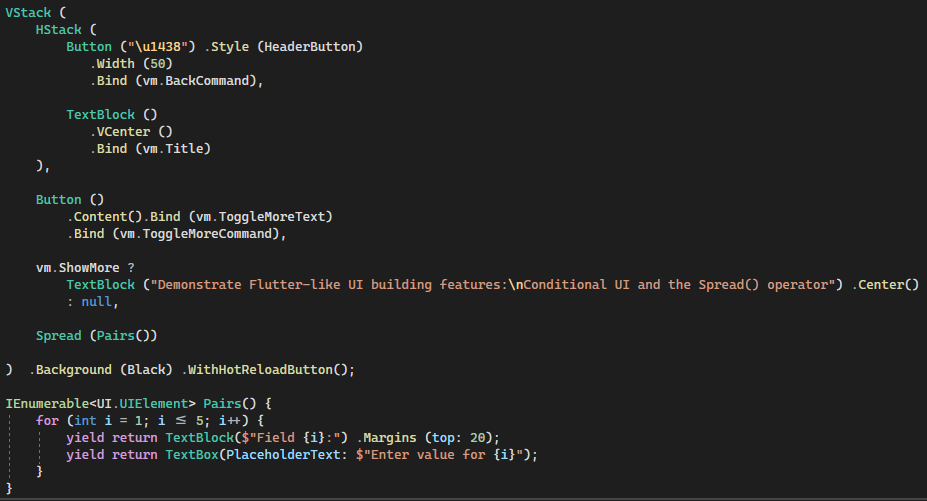 VStack (
    HStack (
        Button ("\u1438") .Style (HeaderButton)
           .Width (50)
           .Bind (vm.BackCommand),

        TextBlock ()
           .VCenter ()
           .Bind (vm.Title)
    ),

    Button ()
        .Content().Bind (vm.ToggleMoreText)
        .Bind (vm.ToggleMoreCommand),

    vm.ShowMore ?
        TextBlock ("Demonstrate Flutter-like UI building features:\nConditional UI and the Spread() operator") .Center()
        : null,

    Spread (Pairs())

)  .Background (Black) .WithHotReloadButton();

IEnumerable<UI.UIElement> Pairs() {
    for (int i = 1; i ≤ 5; i++) {
        yield return TextBlock($"Field {i}:") .Margins (top: 20);
        yield return TextBox(PlaceholderText: $"Enter value for {i}");
    }
}